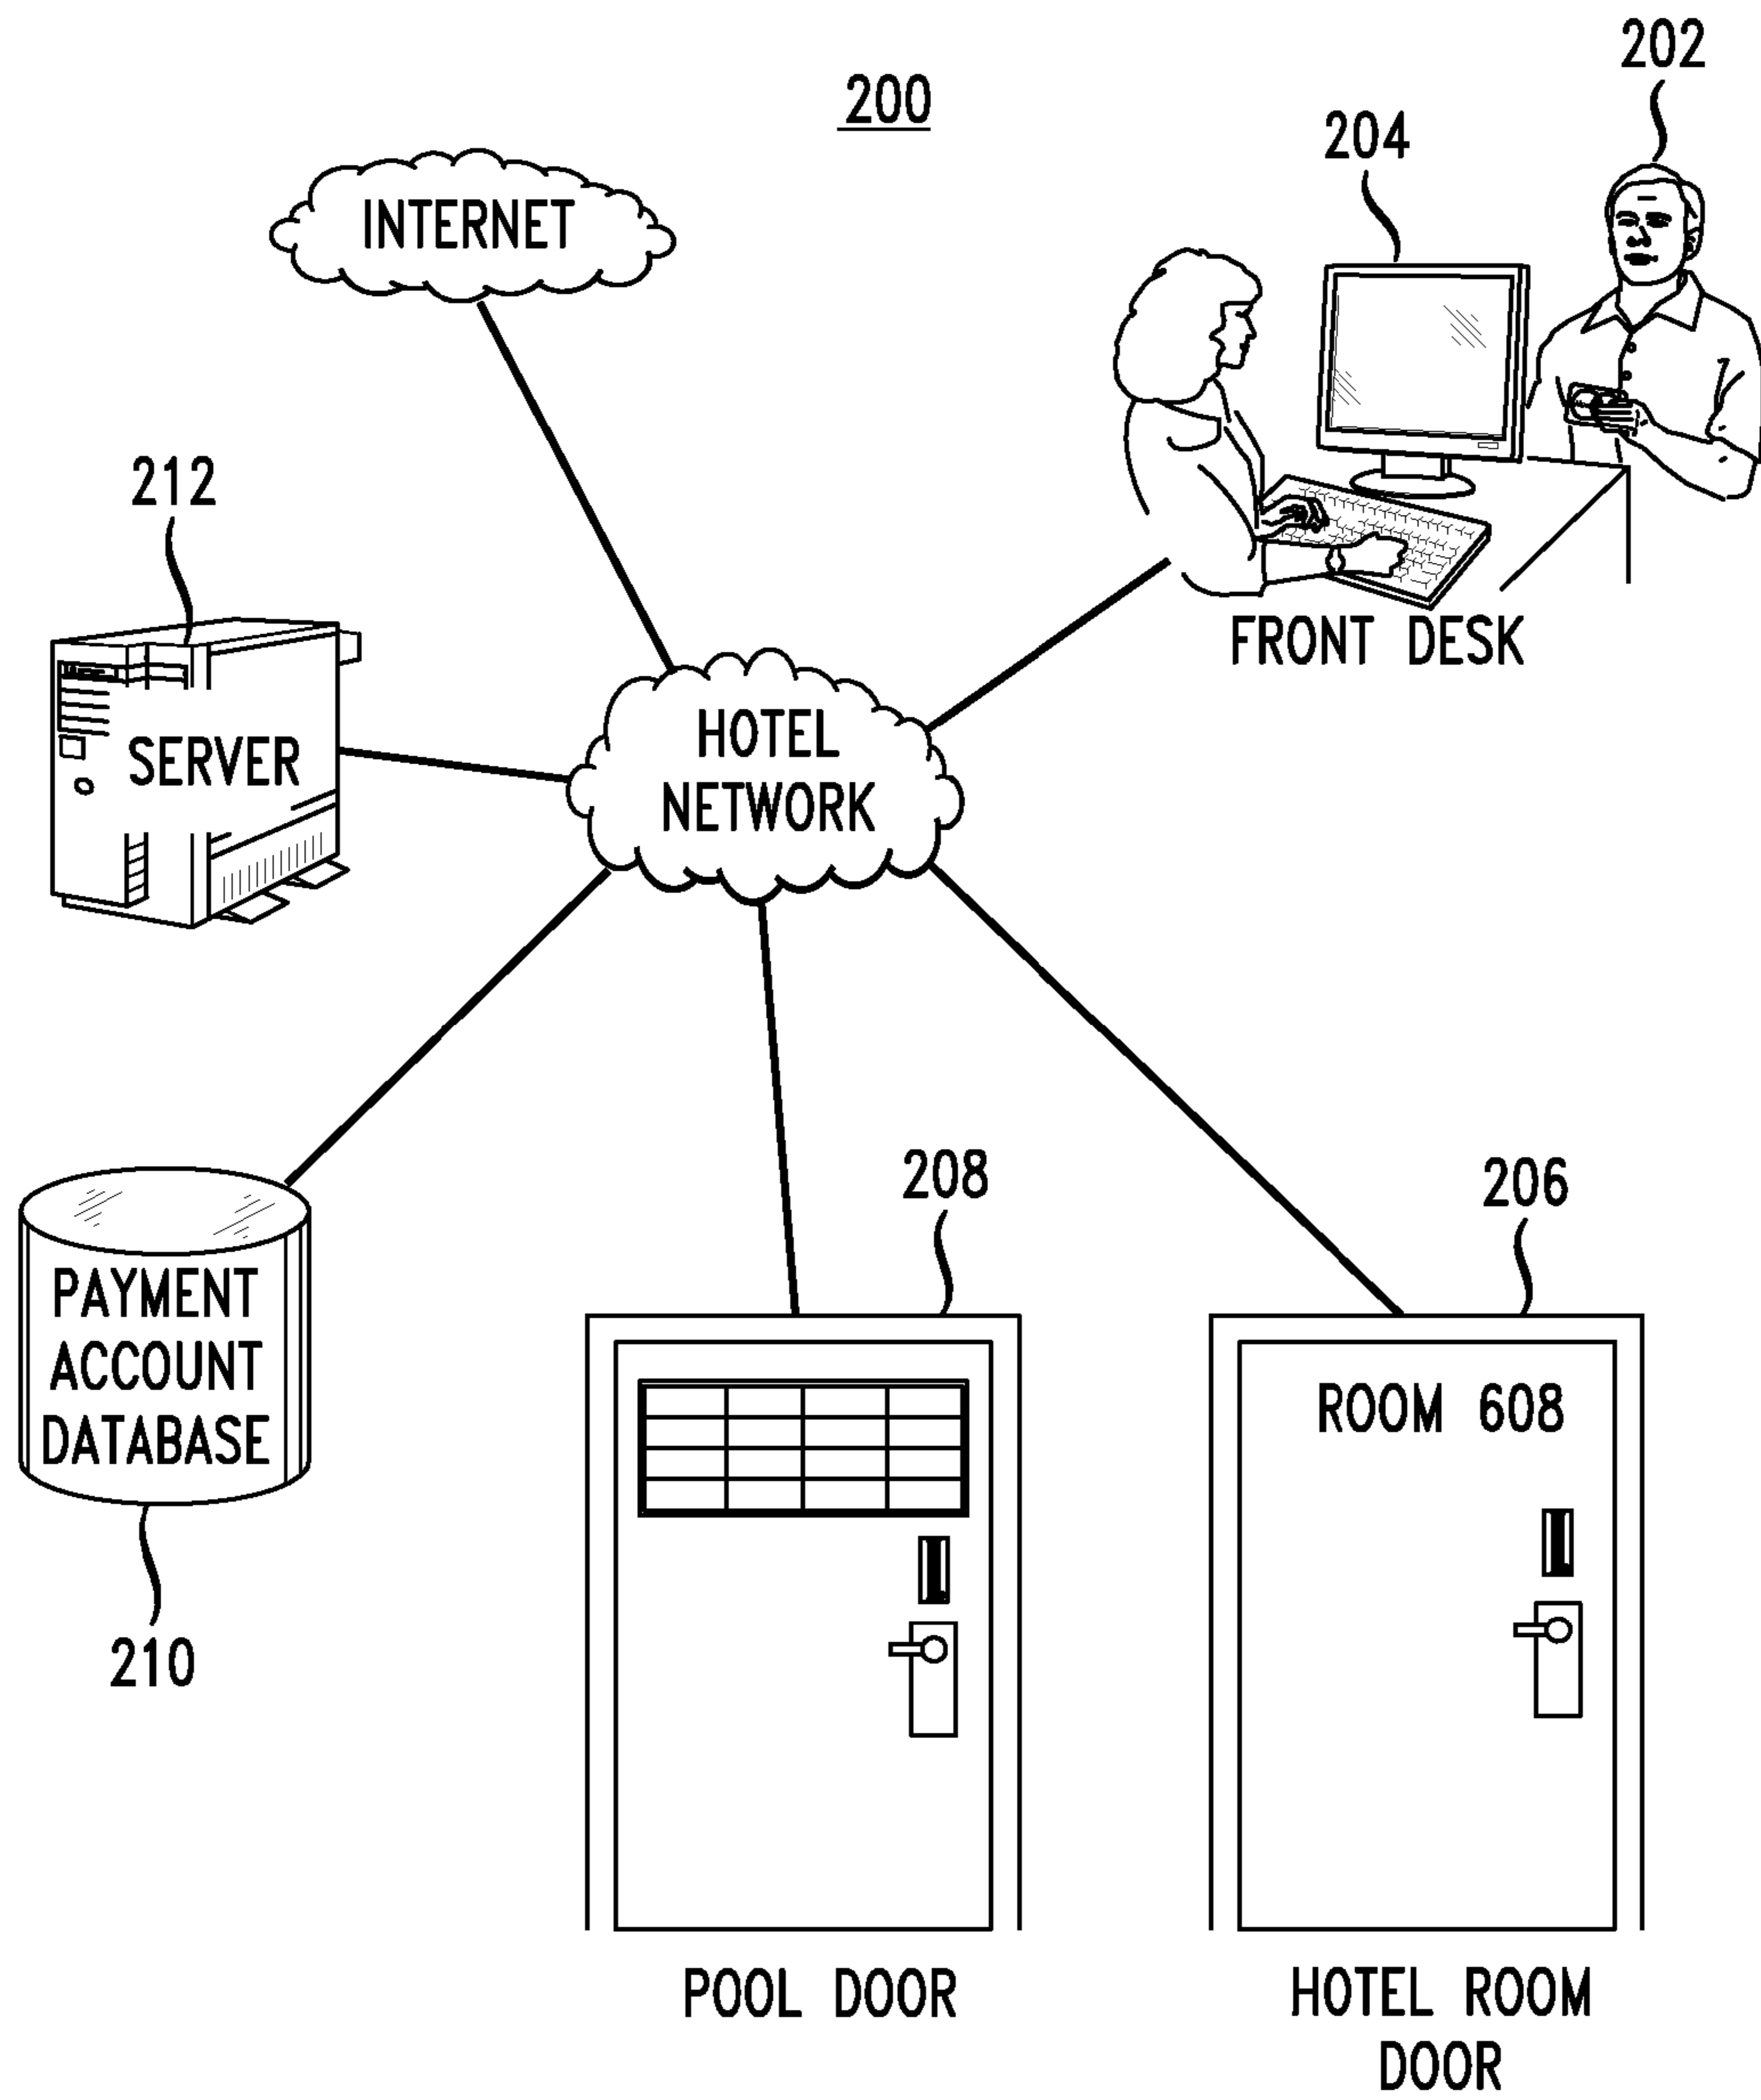 200
202
204
INTERNET
212
FRONT DESK
SERVER
HOTEL
NETWORK
208
206
PAYMENT
ACCOUNT
DATABASE
ROOM 608
210
POOL DOOR
HOTEL ROOM
DOOR